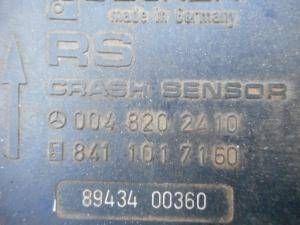 made in Germany
RS
CRASH SENSOR
004 820 2410
841 101 7160
89434 00360